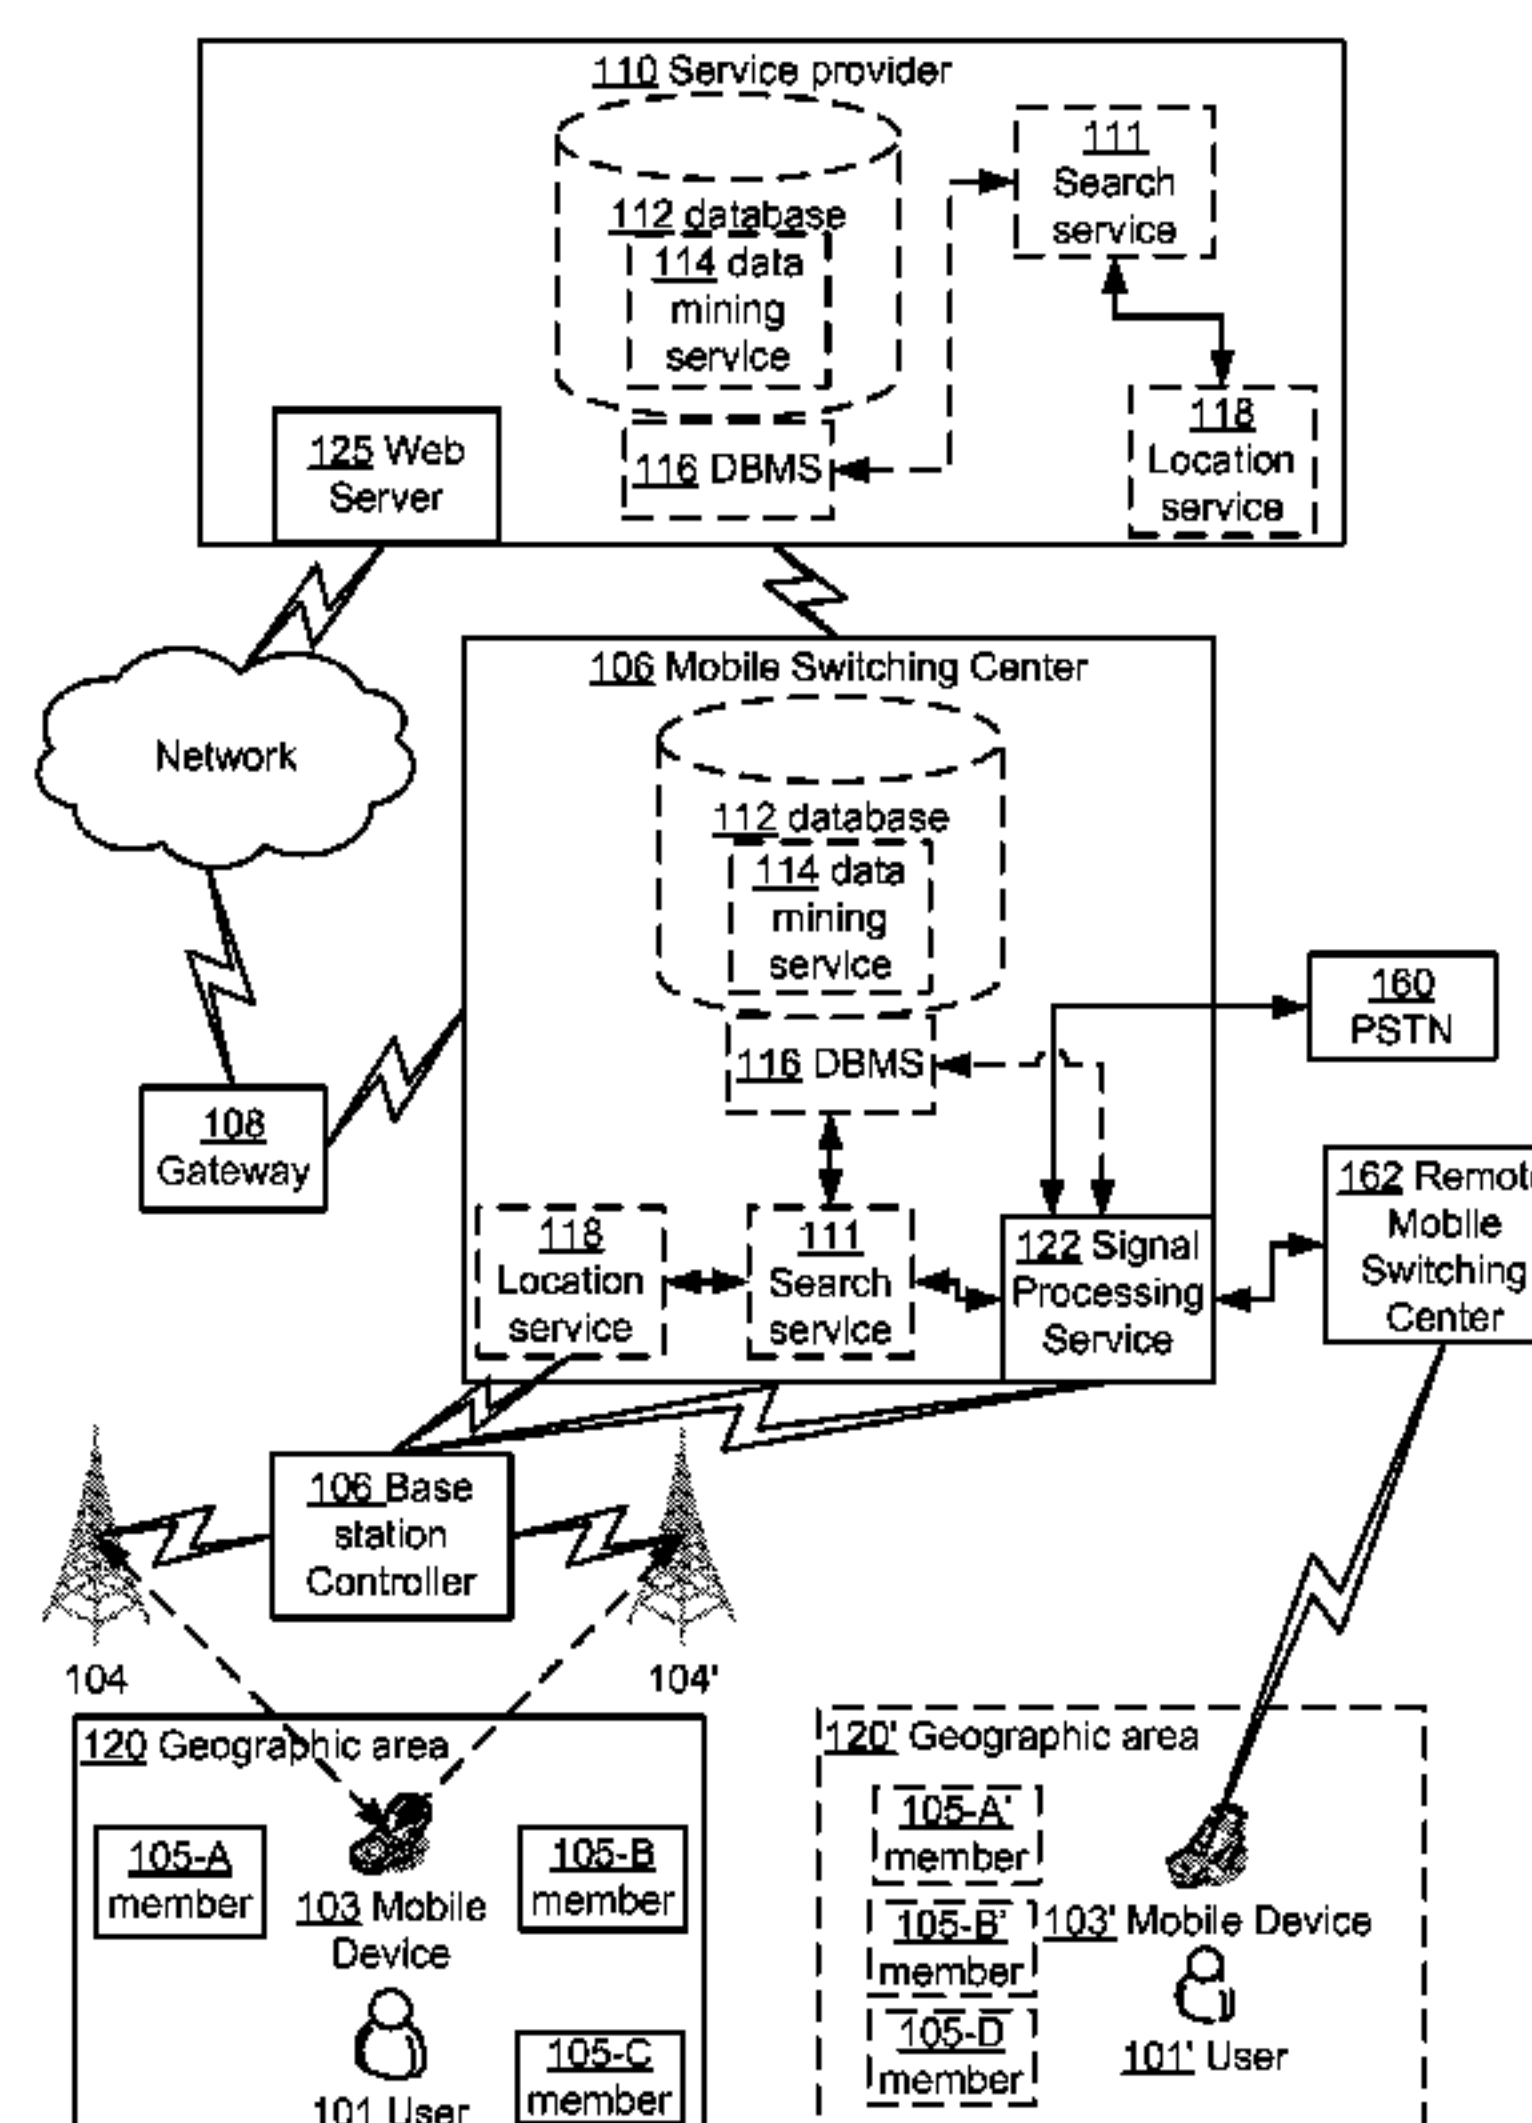 110 Service provider
111
Search
service
112 database
114 data
mining
service
118
Location
service
125 Web
Server
116 DBMS
106 Mobile Switching Center
Network
112 database
114 data
mining
service
160
PSTN
116 DBMS
108
Gateway
162 Remote
Mobile
Switching
Center
118
Location
service
111
Search
service
122 Signal
Processing
Service
106 Base
station
Controller
104
104'
120 Geographic area
120' Geographic area
105-A
member
103 Mobile
Device
105-B
member
105-A'
member
105-B'
member
103' Mobile Device
105-C
member
101 User
105-D
member
101' User